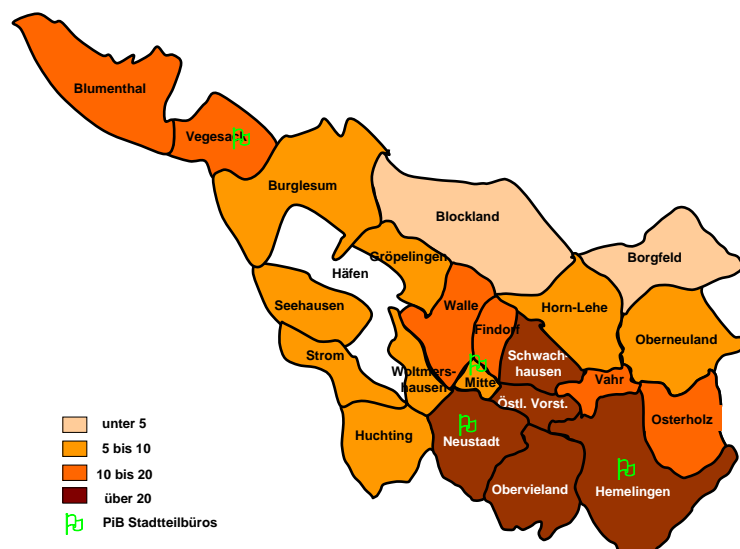 Blumenthal
Vegesack
Burglesum
Blockland
Borgfeld
Gröpelingen
Häfen
Seehausen
Walle
Horn-Lehe
Findorf
Oberneuland
Strom
Schwach-
hausen
Woltmers-
hausen
Mitte
Vahr
Östl. Vorst.
Osterholz
Huchting
Neustadt
Obervieland
Hemelingen
unter 5
5 bis 10
10 bis 20
über 20
PiB Stadtteilbüros